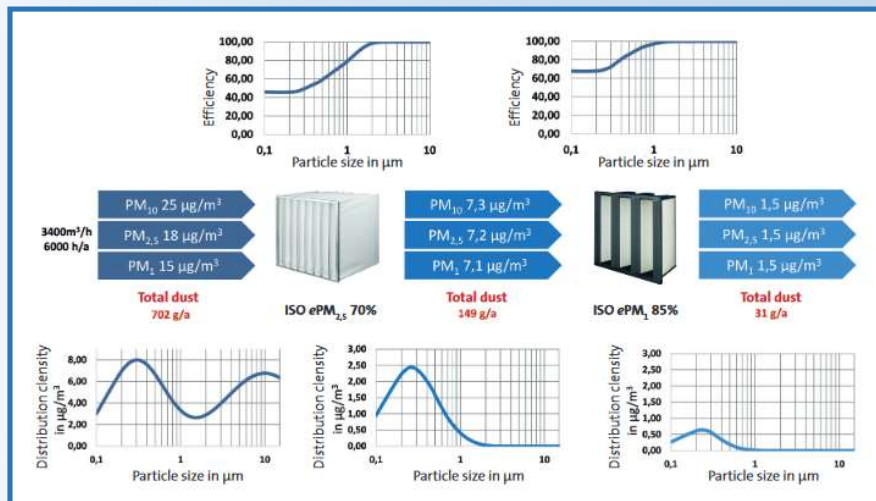 Efficiency
100,00
80,00
60,00
40,00
20,00
0,00
0,1 1 10
Particle size in µm
Efficiency
100,00
80,00
60,00
40,00
20,00
0,00
0,1 1 10
Particle size in µm
3400m³/h
6000 h/a
PM₁₀ 25 µg/m³
PM₂,₅ 18 µg/m³
PM₁ 15 µg/m³
Total dust
702 g/a
ISO ePM₂,₅ 70%
PM₁₀ 7,3 µg/m³
PM₂,₅ 7,2 µg/m³
PM₁ 7,1 µg/m³
Total dust
149 g/a
ISO ePM₁ 85%
PM₁₀ 1,5 µg/m³
PM₂,₅ 1,5 µg/m³
PM₁ 1,5 µg/m³
Total dust
31 g/a
Distribution clensity
in µg/m³
8,00
6,00
4,00
2,00
0,00
0,1 1 10
Particle size in µm
Distribution clensity
in µg/m³
3,00
2,50
2,00
1,50
1,00
0,50
0,00
0,1 1 10
Particle size in µm
Distribution clensity
in µg/m³
3,00
2,50
2,00
1,50
1,00
0,50
0,00
0,1 1 10
Particle size in µm